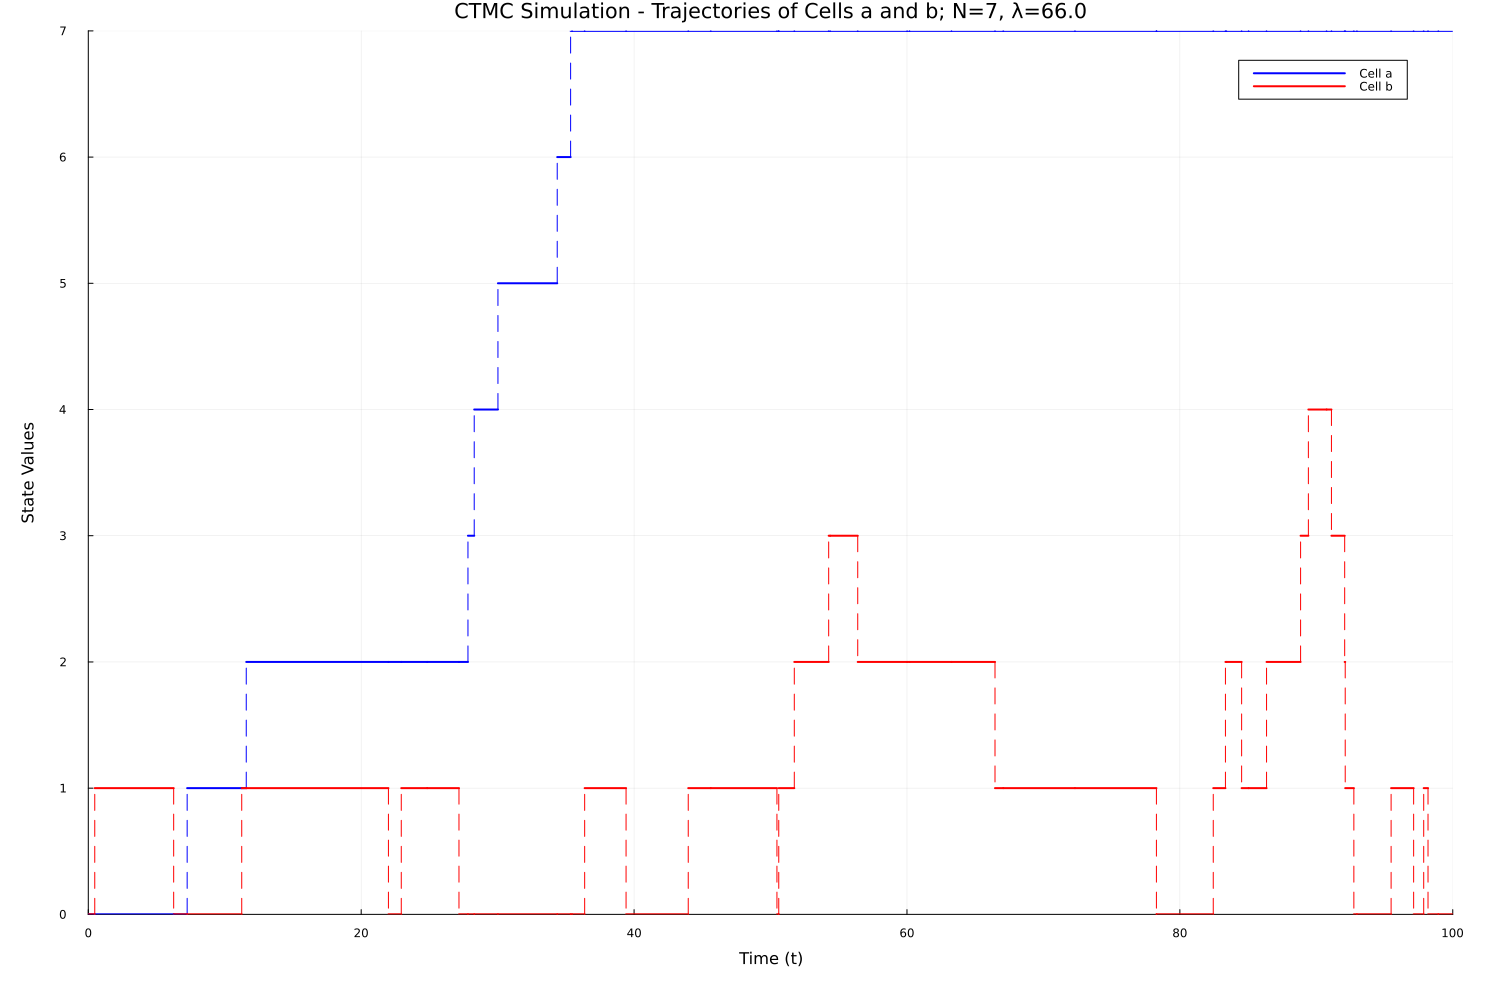 CTMC Simulation - Trajectories of Cells a and b; N=7, λ=66.0
7
6
5
4
3
2
1
0
State Values
Cell a
Cell b
0 20 40 60 80 100
Time (t)